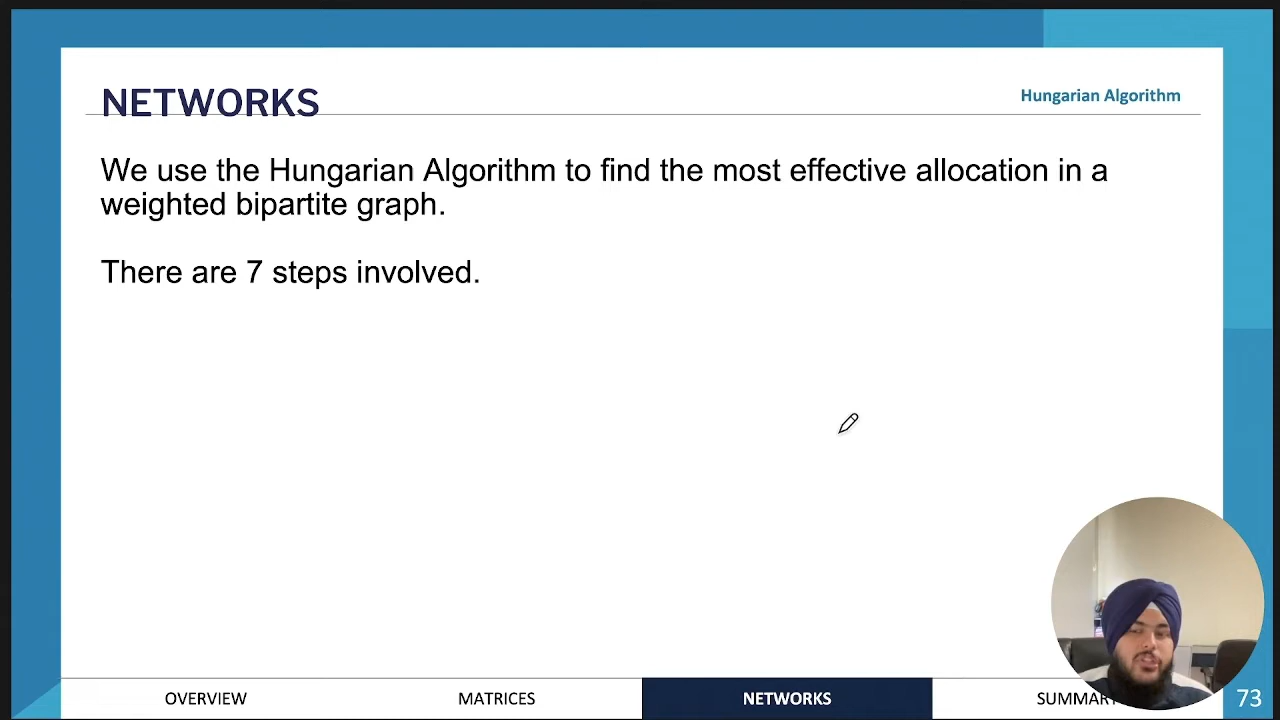 NETWORKS
Hungarian Algorithm
We use the Hungarian Algorithm to find the most effective allocation in a
weighted bipartite graph.
There are 7 steps involved.
OVERVIEW
MATRICES
NETWORKS
SUMMAR
73